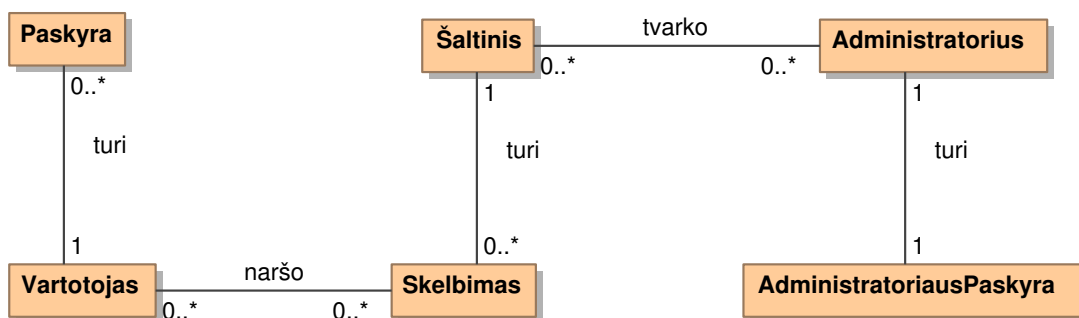 Paskyra
Šaltinis
tvarko
Administratorius
0..*
0..*
0..*
1
1
turi
turi
turi
1
0..*
1
Vartotojas
naršo
Skelbimas
AdministratoriausPaskyra
0..*
0..*